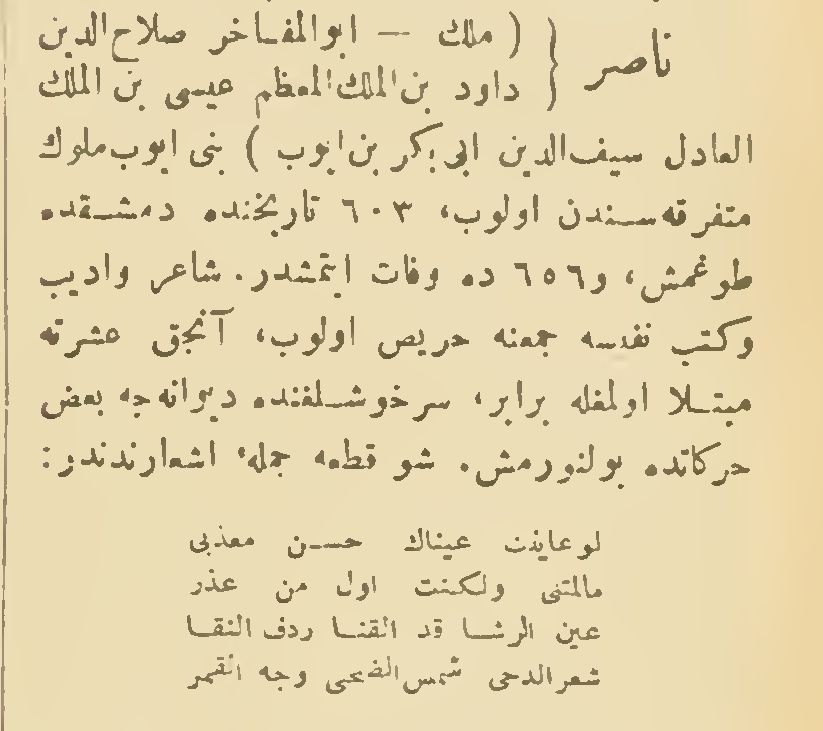 ناصر { ( ملك — ابوالمفاخر صلاح‌الدين
داود بن‌الملك‌المعظم عيسى بن الملك
العادل سيف‌الدين ابى بكر بن‌ايوب ) بنى ايوب ملوك
متفرقه‌سندن اولوب، ٦٠٣ تاريخنده دمشقده
طوغمش، و٦٥٦ ده وفات ايتمشدر. شاعر واديب
وكتب نفيسه جمعنه حريص اولوب، آنجق عشرته
مبتلا اولمغله برابر، سرخوشلغنده ديوانه‌جه بعض
حركاتده بولنورمش. شو قطعه جملهٔ اشعارندندر:
لو عاينت عيناك حسن معذبى
مالمتنى ولكنت اول من عذر
عين الرشا قد القنا ردف النقا
شعرالدجى شمس‌الضحى وجه القمر